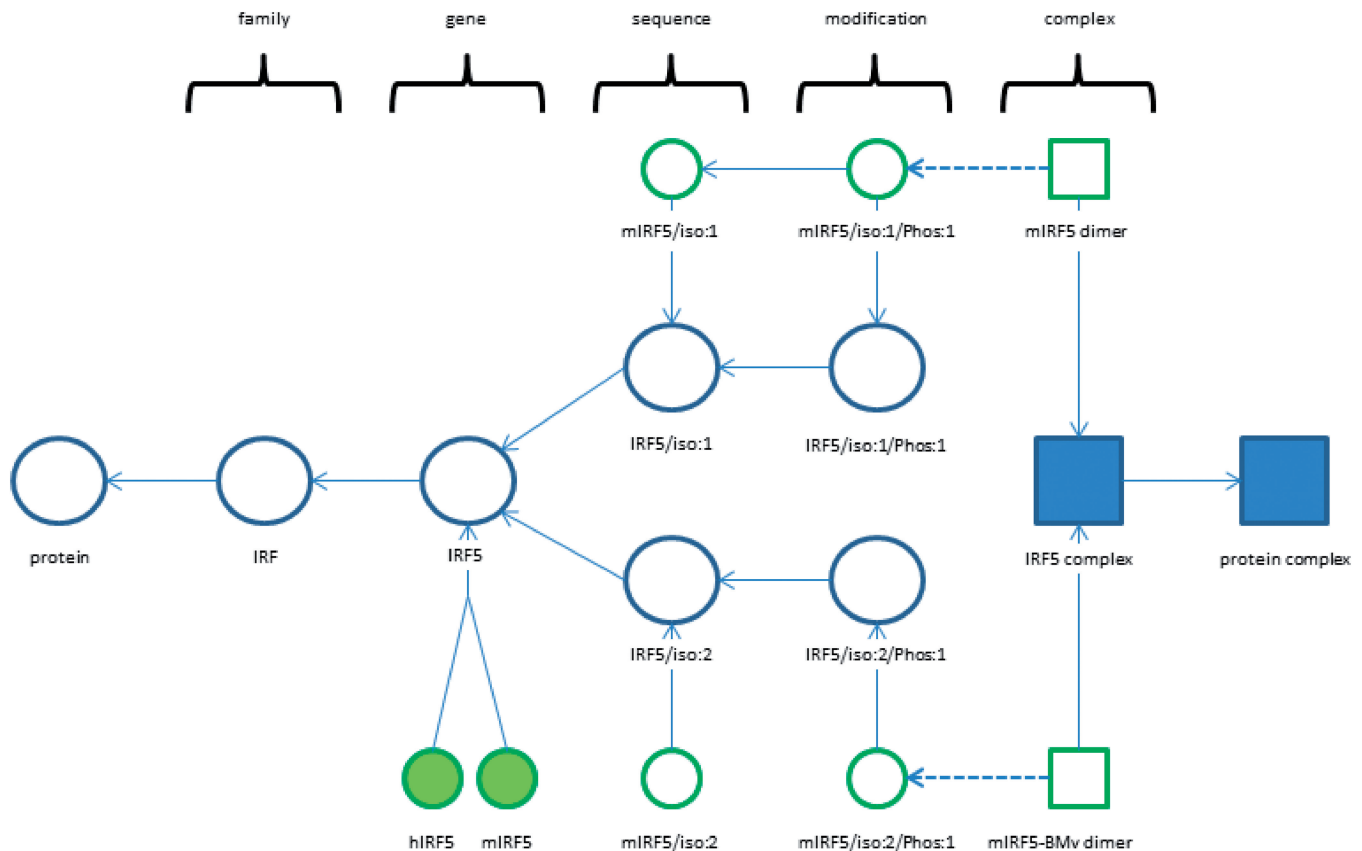 family gene sequence modification complex
mIRF5/iso:1 mIRF5/iso:1/Phos:1 mIRF5 dimer
IRF5/iso:1 IRF5/iso:1/Phos:1
protein IRF IRF5 IRF5 complex protein complex
IRF5/iso:2 IRF5/iso:2/Phos:1
hIRF5 mIRF5 mIRF5/iso:2 mIRF5/iso:2/Phos:1 mIRF5-BMv dimer